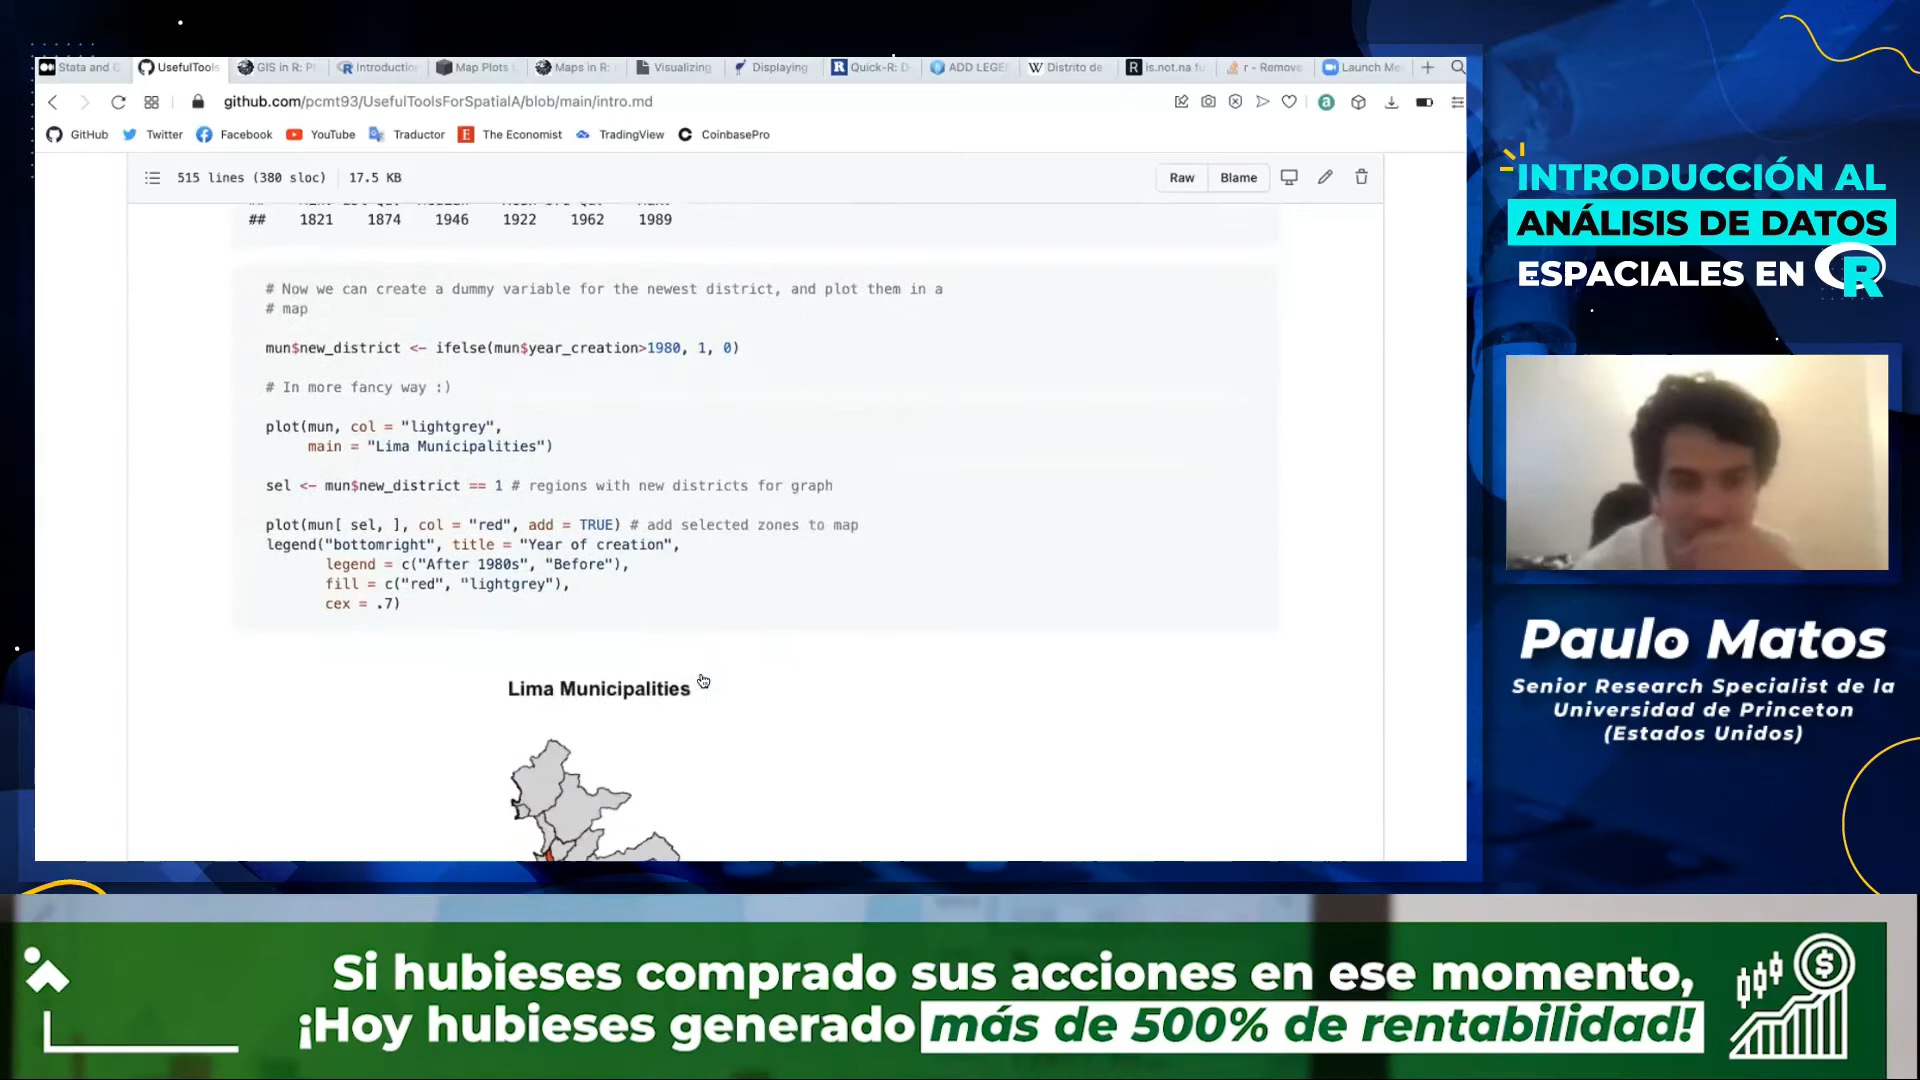 Stata and G
UsefulTools
GIS in R: Pl
Introduction
Map Plots
Maps in R:
Visualizing
Displaying
Quick-R: D
ADD LEGE
Distrito de
is.not.na fu
r - Remove
Launch Me
github.com/pcmt93/UsefulToolsForSpatialA/blob/main/intro.md
GitHub
Twitter
Facebook
YouTube
Traductor
The Economist
TradingView
CoinbasePro
515 lines (380 sloc)
17.5 KB
Raw
Blame
## 1821 1874 1946 1922 1962 1989
# Now we can create a dummy variable for the newest district, and plot them in a
# map
mun$new_district <- ifelse(mun$year_creation>1980, 1, 0)
# In more fancy way :)
plot(mun, col = "lightgrey",
main = "Lima Municipalities")
sel <- mun$new_district == 1 # regions with new districts for graph
plot(mun[ sel, ], col = "red", add = TRUE) # add selected zones to map
legend("bottomright", title = "Year of creation",
legend = c("After 1980s", "Before"),
fill = c("red", "lightgrey"),
cex = .7)
Lima Municipalities
INTRODUCCIÓN AL
ANÁLISIS DE DATOS
ESPACIALES EN R
Paulo Matos
Senior Research Specialist de la
Universidad de Princeton
(Estados Unidos)
Si hubieses comprado sus acciones en ese momento,
¡Hoy hubieses generado más de 500% de rentabilidad!